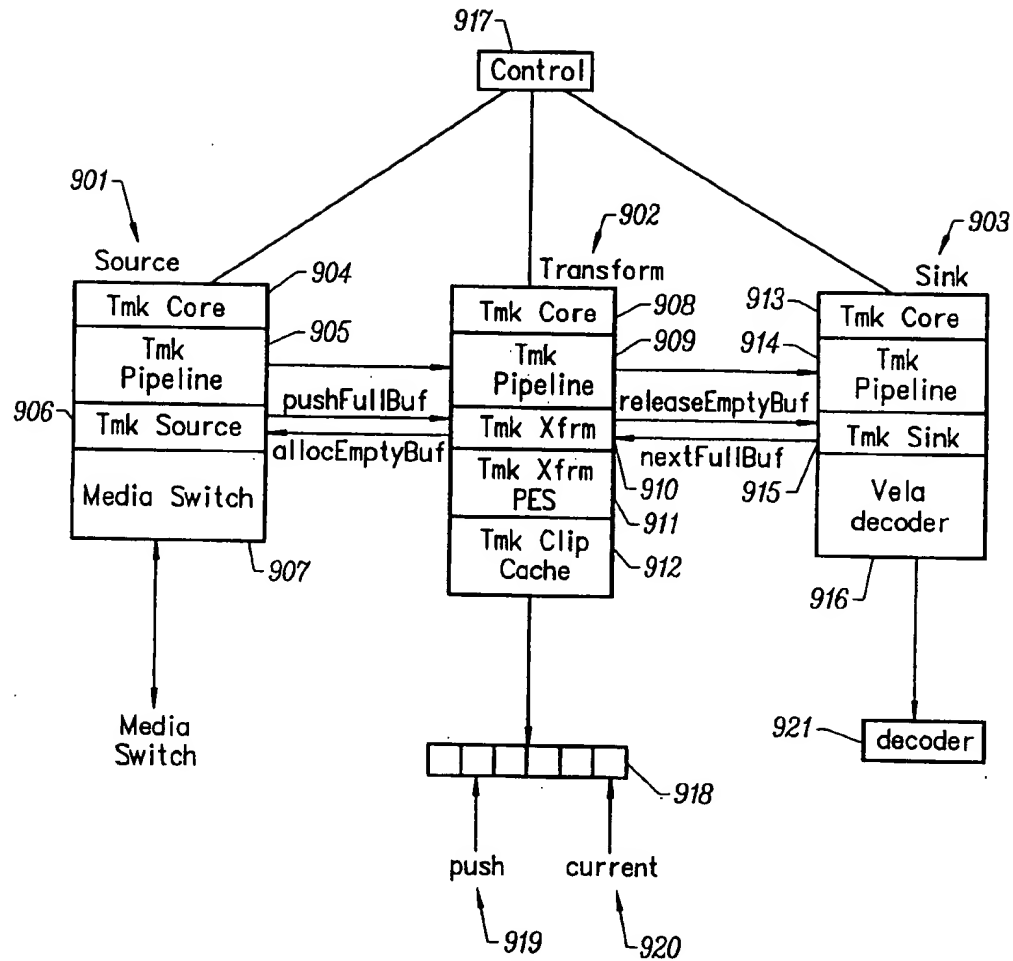 917
Control
901
902
903
Source
Transform
Sink
904
Tmk Core
905
Tmk
Pipeline
906
Tmk Source
Media Switch
907
pushFullBuf
allocEmptyBuf
Tmk Core
908
909
Tmk
Pipeline
Tmk Xfrm
910
Tmk Xfrm
PES
911
Tmk Clip
Cache
912
releaseEmptyBuf
nextFullBuf
913
Tmk Core
914
Tmk
Pipeline
Tmk Sink
915
Vela
decoder
916
Media
Switch
921
decoder
918
push
current
919
920